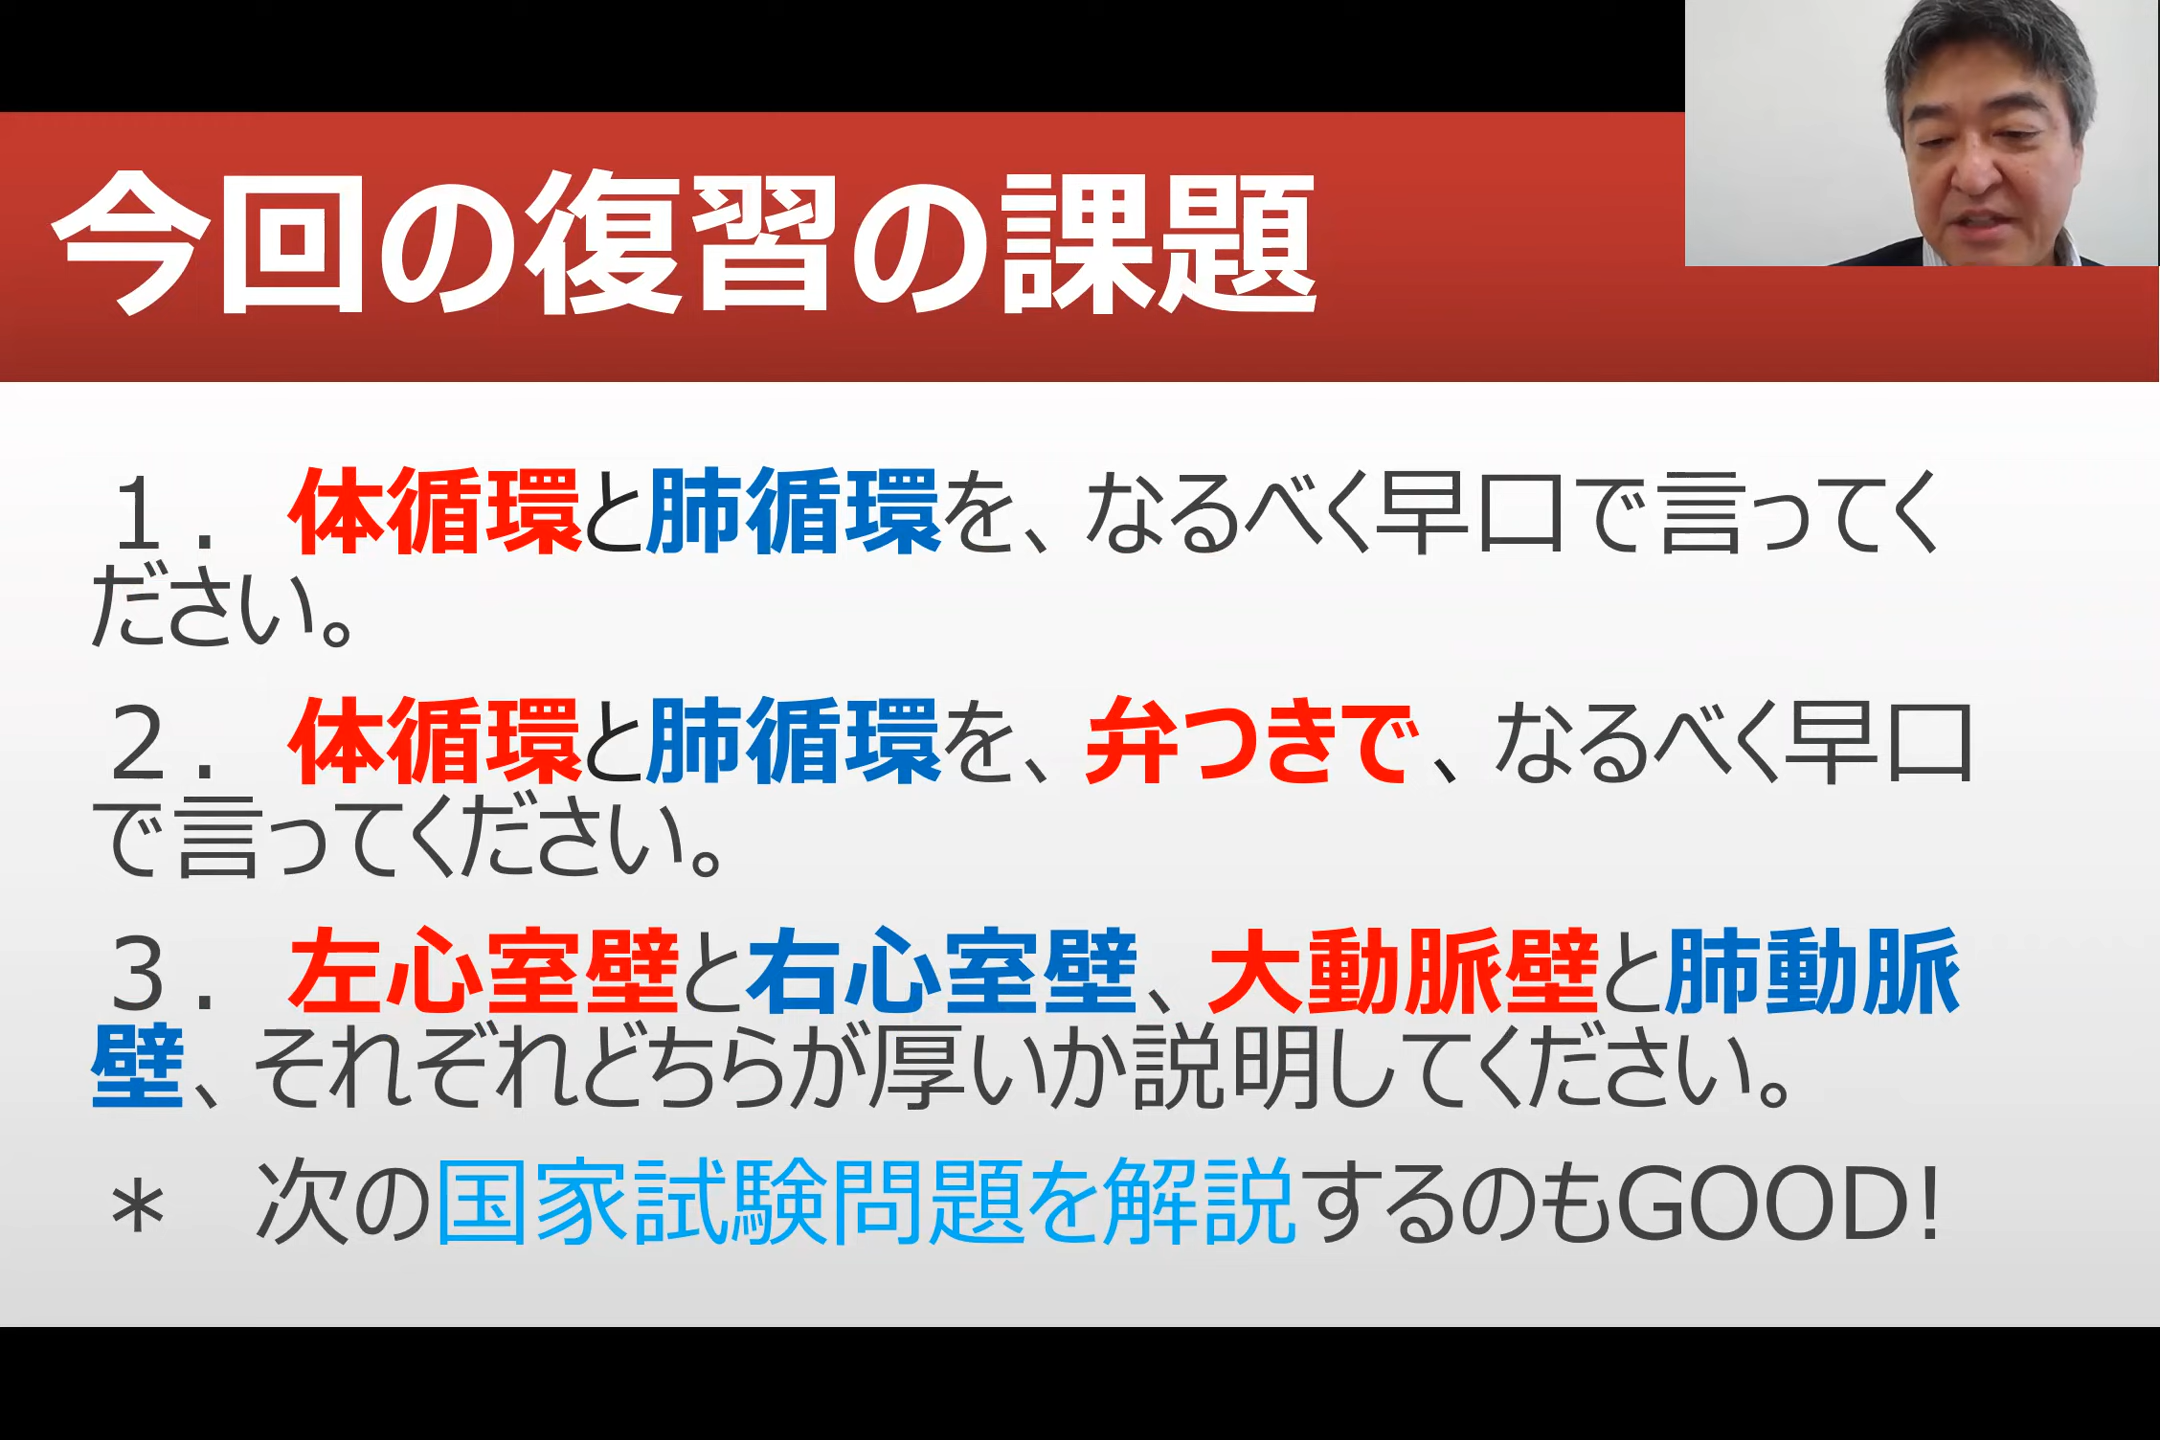 今回の復習の課題
１． 体循環と肺循環を、なるべく早口で言ってく
ださい。
２． 体循環と肺循環を、弁つきで、なるべく早口
で言ってください。
３． 左心室壁と右心室壁、大動脈壁と肺動脈
壁、それぞれどちらが厚いか説明してください。
＊ 次の国家試験問題を解説するのもGOOD!